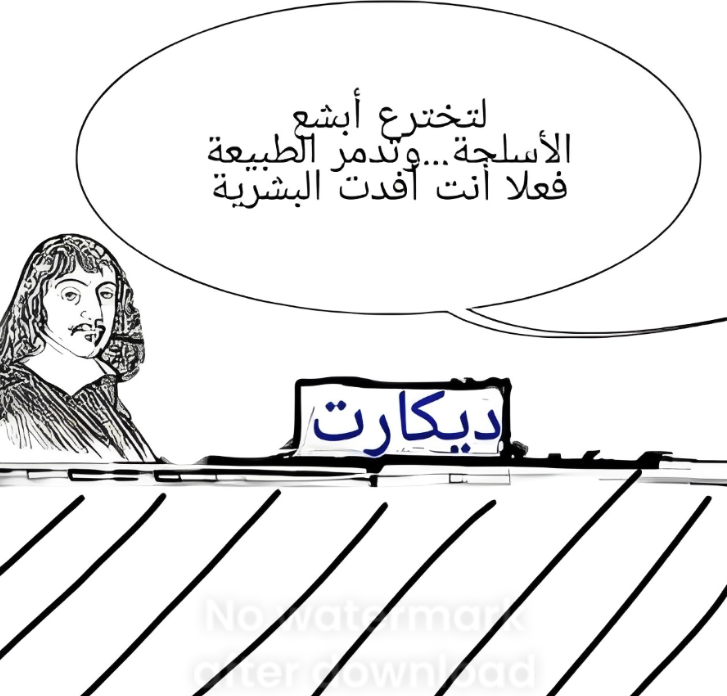 لتخترع أبشع
الأسلحة...وتدمر الطبيعة
فعلا أنت أفدت البشرية
ديكارت
No watermark
after download